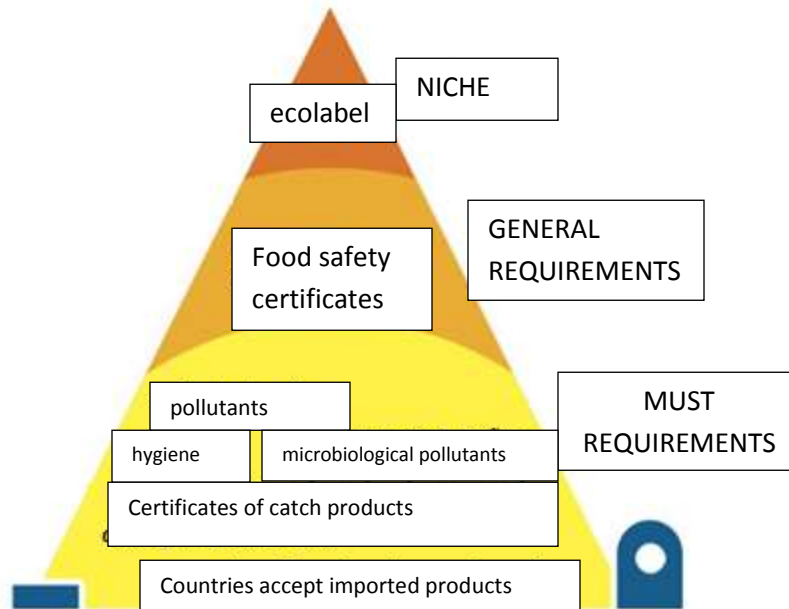 NICHE
ecolabel
GENERAL
REQUIREMENTS
Food safety
certificates
MUST
REQUIREMENTS
pollutants
hygiene
microbiological pollutants
Certificates of catch products
Countries accept imported products